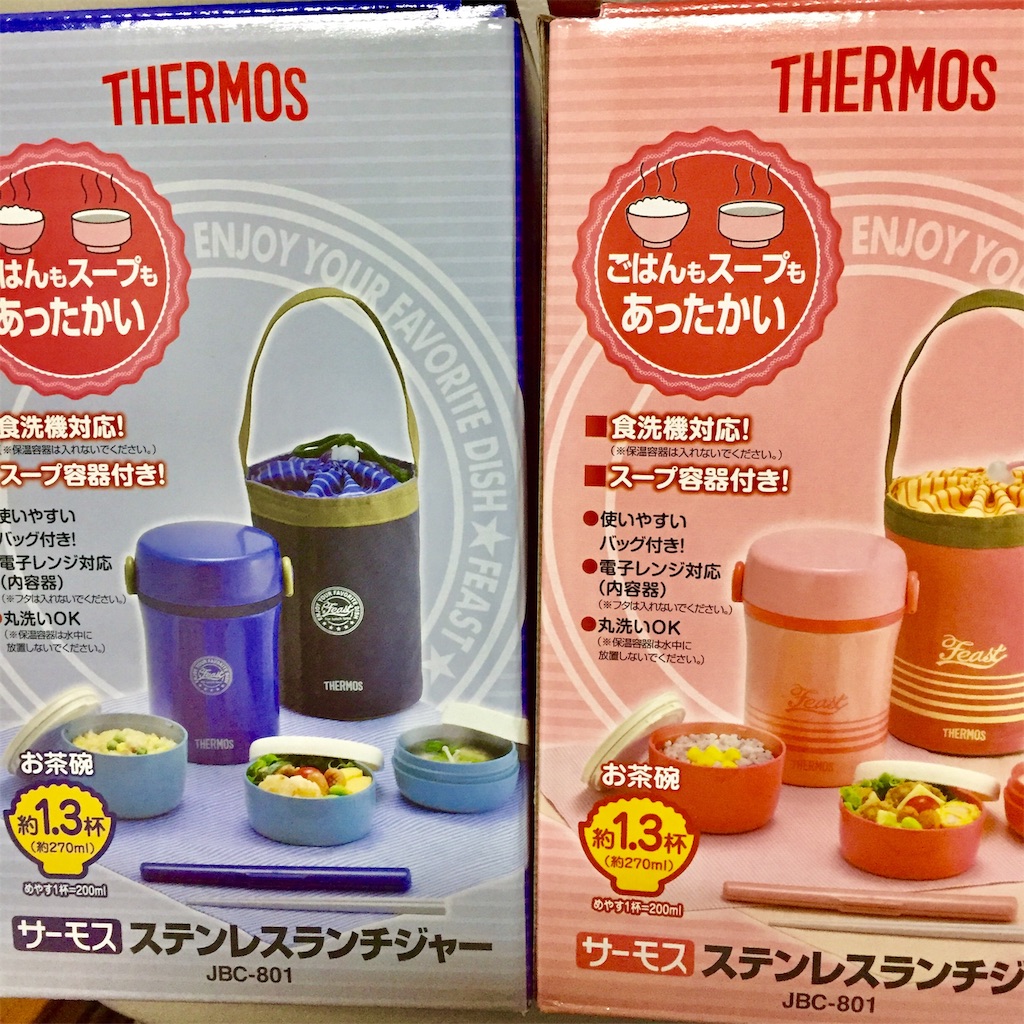 THERMOS
ENJOY YOUR FAVORITE DISH★FEAST★
はんもスープも
あったかい
食洗機対応!
(※保温容器は入れないでください。)
スープ容器付き!
使いやすい
バッグ付き!
電子レンジ対応
(内容器)
(※フタは入れないでください。)
●丸洗いOK
(※保温容器は水中に
放置しないでください。)
ENJOY YOUR FAVORITE DISH
Feast
THERMOS
ENJOY YOUR FAVORITE DISH
Feast
THERMOS
お茶碗
約1.3杯
(約270ml)
めやす1杯=200ml
サーモス ステンレスランチジャー
JBC-801
THERMOS
ENJOY YOU
ごはんもスープも
あったかい
■食洗機対応!
(※保温容器は入れないでください。)
■スープ容器付き!
●使いやすい
バッグ付き!
●電子レンジ対応
(内容器)
(※フタは入れないでください。)
●丸洗いOK
(※保温容器は水中に
放置しないでください。)
Feast
THERMOS
Feast
THERMOS
お茶碗
約1.3杯
(約270ml)
めやす1杯=200ml
サーモス ステンレスランチジ
JBC-801